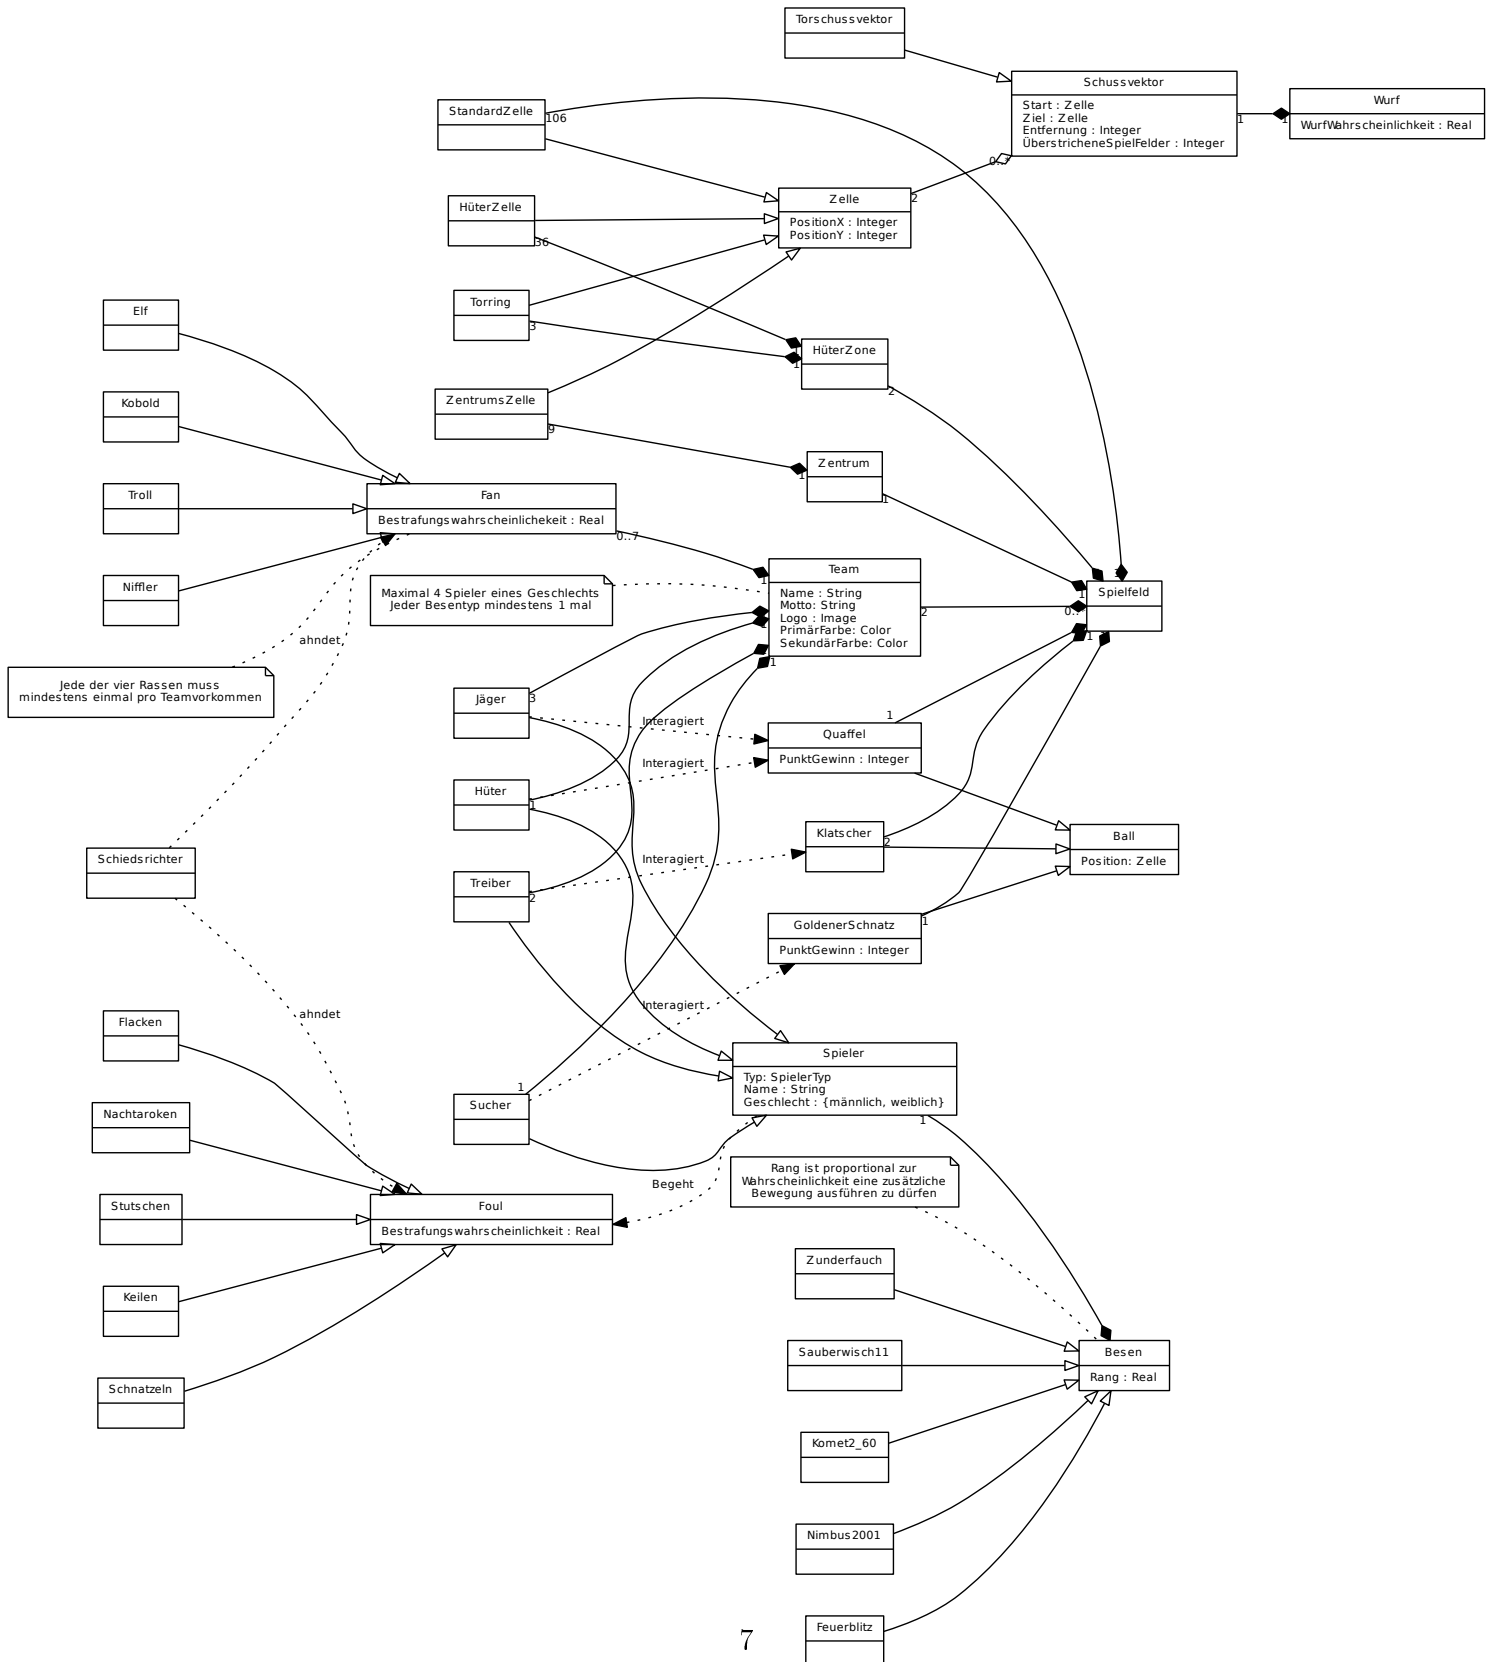 Torschussvektor
Schussvektor
Start : Zelle
Ziel : Zelle
Entfernung : Integer
ÜberstricheneSpielFelder : Integer
Wurf
WurfWahrscheinlichkeit : Real
1
1
StandardZelle
106
0..*
Zelle
PositionX : Integer
PositionY : Integer
2
HüterZelle
36
Torring
3
HüterZone
1
1
2
ZentrumsZelle
9
Zentrum
1
1
Elf
Kobold
Troll
Niffler
Fan
Bestrafungswahrscheinlichekeit : Real
0..7
Maximal 4 Spieler eines Geschlechts
Jeder Besentyp mindestens 1 mal
Team
Name : String
Motto: String
Logo : Image
PrimärFarbe: Color
SekundärFarbe: Color
1
1
1
2
Spielfeld
1
1
1
ahndet
Jede der vier Rassen muss
mindestens einmal pro Teamvorkommen
Jäger
3
Interagiert
1
Quaffel
PunktGewinn : Integer
Hüter
1
Interagiert
Klatscher
2
Ball
Position: Zelle
Schiedsrichter
Treiber
2
Interagiert
GoldenerSchnatz
PunktGewinn : Integer
1
Interagiert
ahndet
Flacken
Nachtaroken
Stutschen
Keilen
Schnatzeln
1
Sucher
Spieler
Typ: SpielerTyp
Name : String
Geschlecht : {männlich, weiblich}
1
Begeht
Foul
Bestrafungswahrscheinlichkeit : Real
Rang ist proportional zur
Wahrscheinlichkeit eine zusätzliche
Bewegung ausführen zu dürfen
Zunderfauch
Sauberwisch11
Besen
Rang : Real
Komet2_60
Nimbus2001
Feuerblitz
7